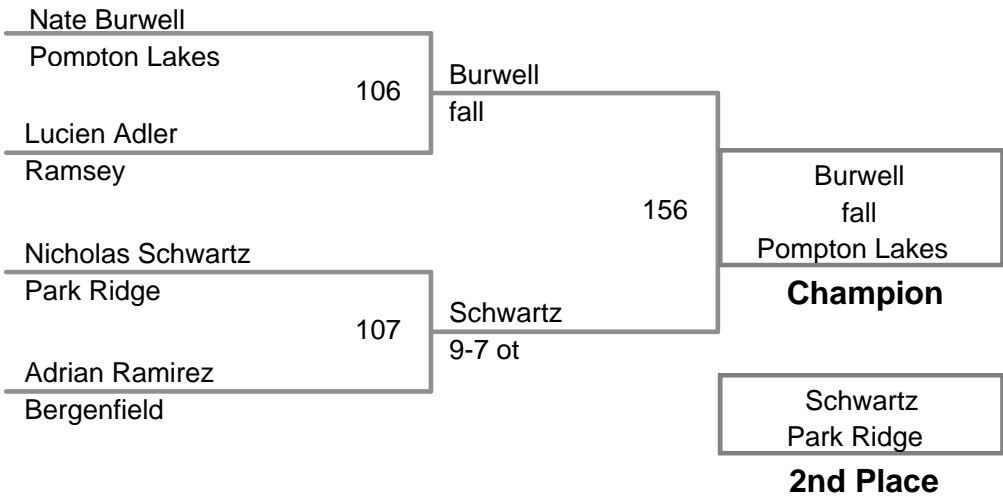 Nate Burwell
Pompton Lakes
106
Burwell
fall
Lucien Adler
Ramsey
156
Burwell
fall
Pompton Lakes
Champion
Nicholas Schwartz
Park Ridge
107
Schwartz
9-7 ot
Adrian Ramirez
Bergenfield
Schwartz
Park Ridge
2nd Place